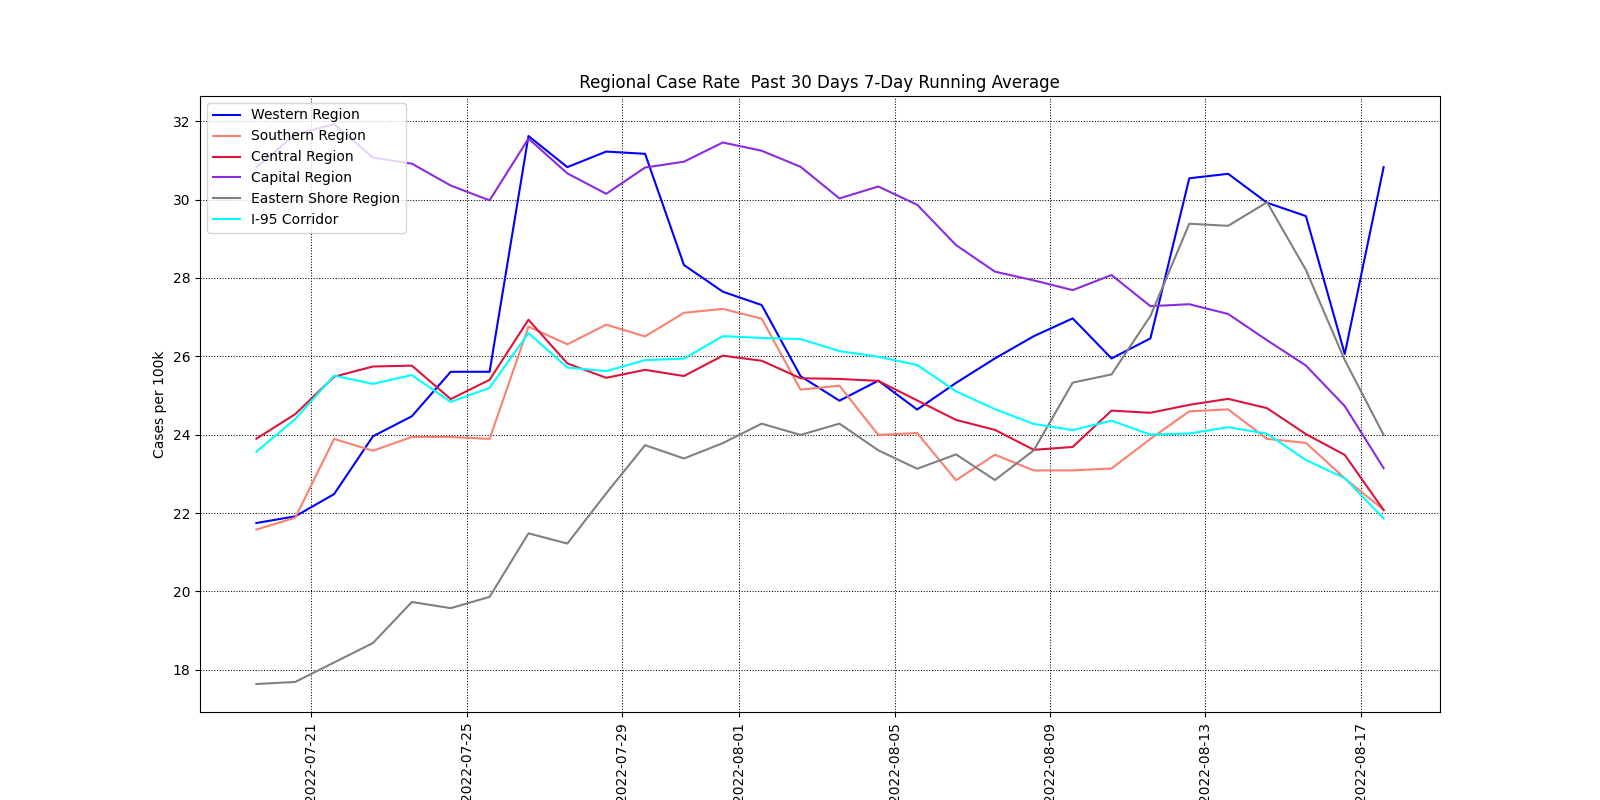 Regional Case Rate  Past 30 Days 7-Day Running Average
Western Region
Southern Region
Central Region
Capital Region
Eastern Shore Region
I-95 Corridor
Cases per 100k
32
30
28
26
24
22
20
18
2022-07-21
2022-07-25
2022-07-29
2022-08-01
2022-08-05
2022-08-09
2022-08-13
2022-08-17